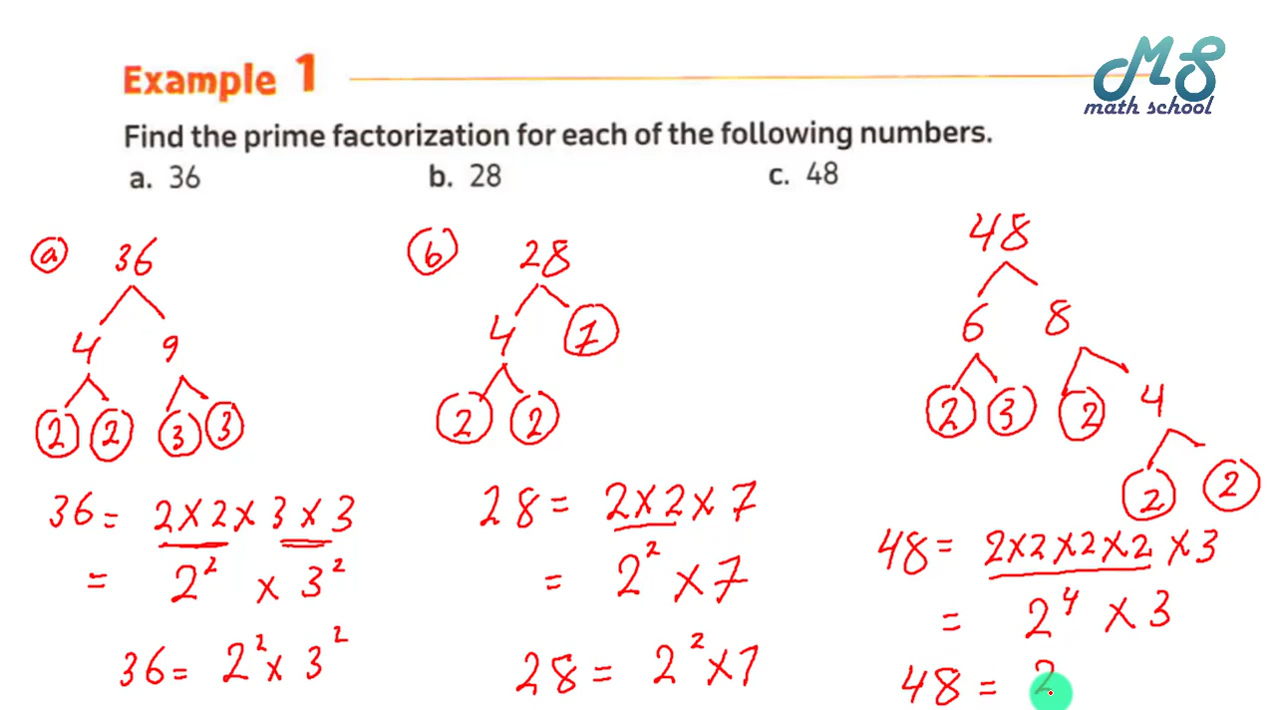 MS
math school
Example 1
Find the prime factorization for each of the following numbers.
a. 36 b. 28 c. 48
a 36
4 9
2 2 3 3
36 = 2 × 2 × 3 × 3
= 2² × 3²
36 = 2² × 3²
b 28
4 7
2 2
28 = 2 × 2 × 7
= 2² × 7
28 = 2² × 7
48
6 8
2 3 2 4
2 2
48 = 2 × 2 × 2 × 2 × 3
= 2⁴ × 3
48 = 2